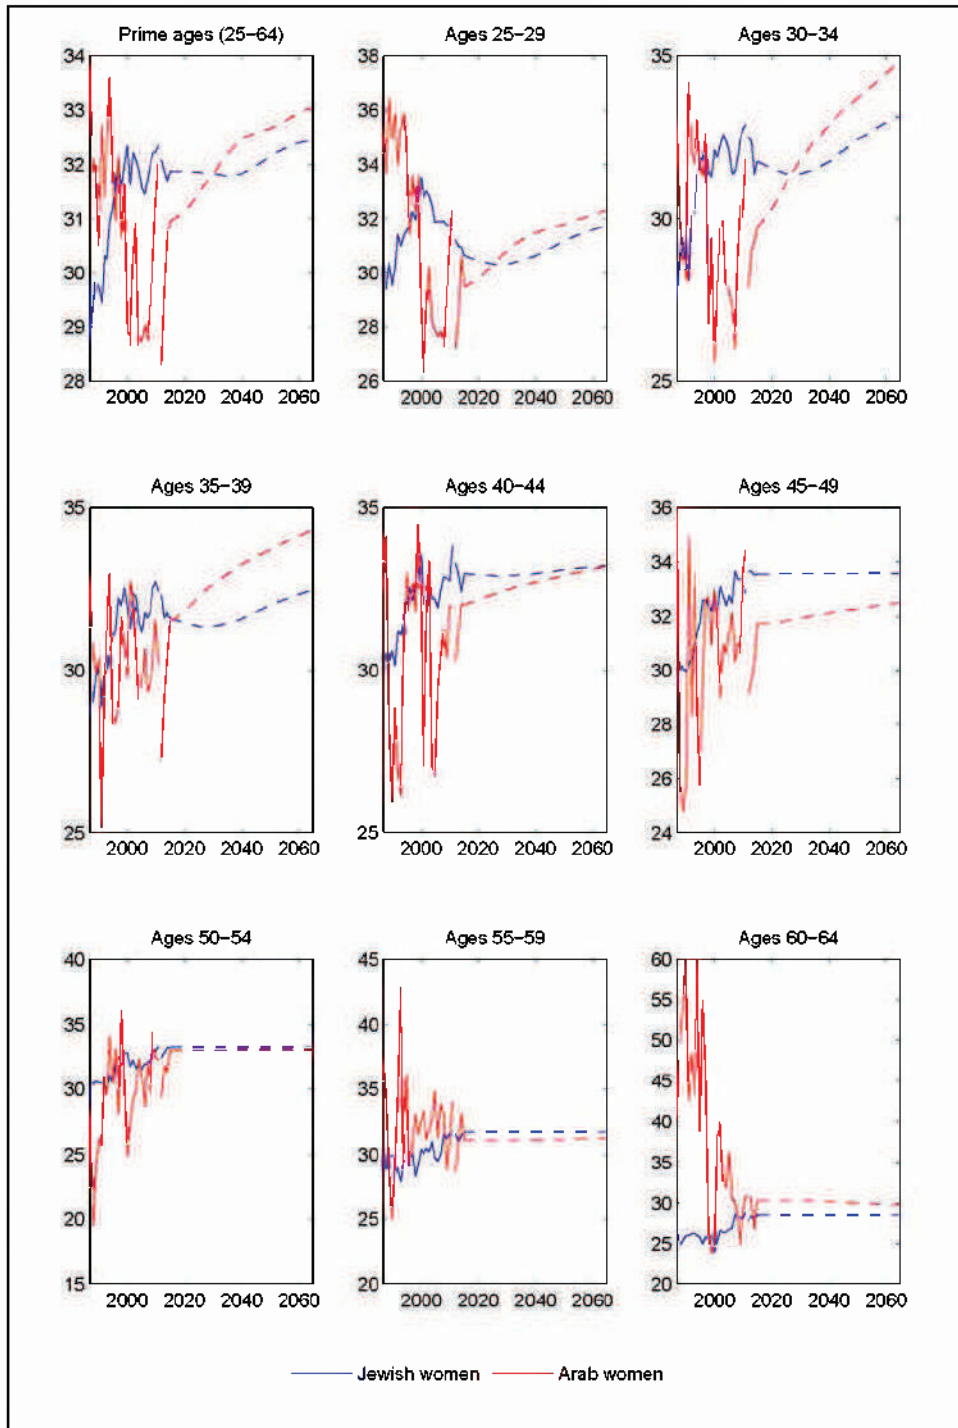 Prime ages (25–64) Ages 25–29 Ages 30–34
34 38 35
33 36
32 34
31 32 30
30 30
29 28
28 26 25
2000 2020 2040 2060 2000 2020 2040 2060 2000 2020 2040 2060
Ages 35–39 Ages 40–44 Ages 45–49
35 35 36
34
32
30 30 30
28
26
25 25 24
2000 2020 2040 2060 2000 2020 2040 2060 2000 2020 2040 2060
Ages 50–54 Ages 55–59 Ages 60–64
40 45 60
55
35 40 50
30 35 45
40
25 30 35
20 25 30
25
15 20 20
2000 2020 2040 2060 2000 2020 2040 2060 2000 2020 2040 2060
Jewish women Arab women